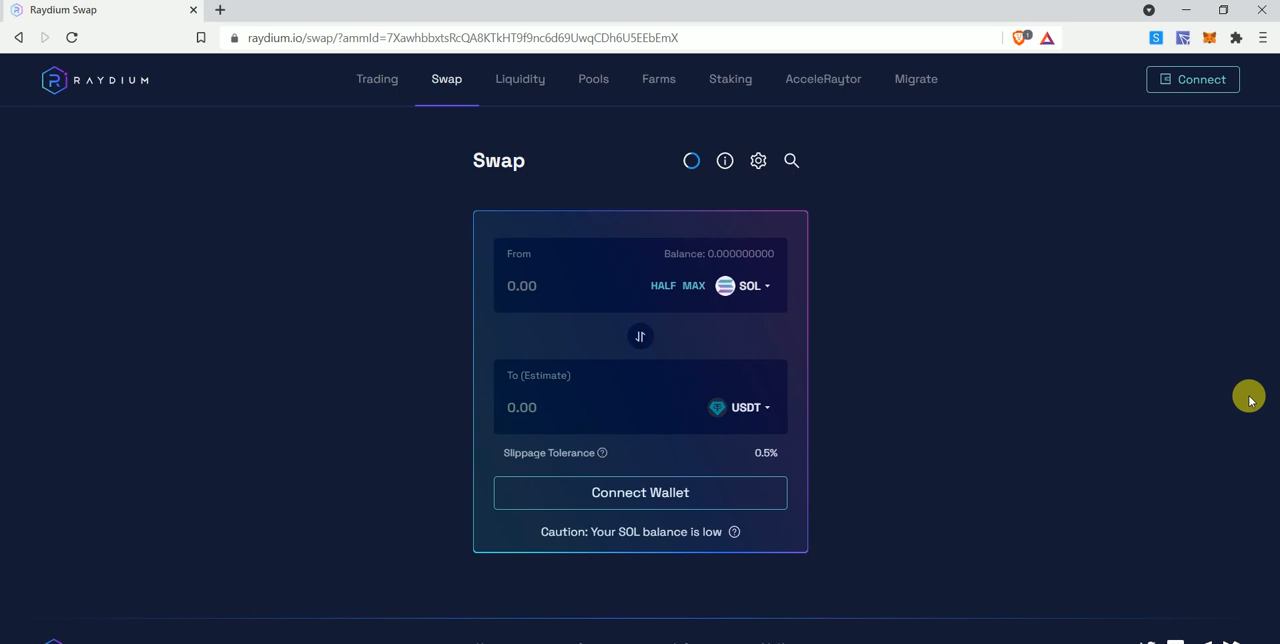 Raydium Swap
raydium.io/swap/?ammId=7XawhbbxtsRcQA8KTkHT9f9nc6d69UwqCDh6U5EEbEmX
1
S
RAYDIUM
Trading
Swap
Liquidity
Pools
Farms
Staking
AcceleRaytor
Migrate
Connect
Swap
From
Balance: 0.000000000
0.00
HALF MAX
SOL
To (Estimate)
0.00
USDT
Slippage Tolerance
0.5%
Connect Wallet
Caution: Your SOL balance is low